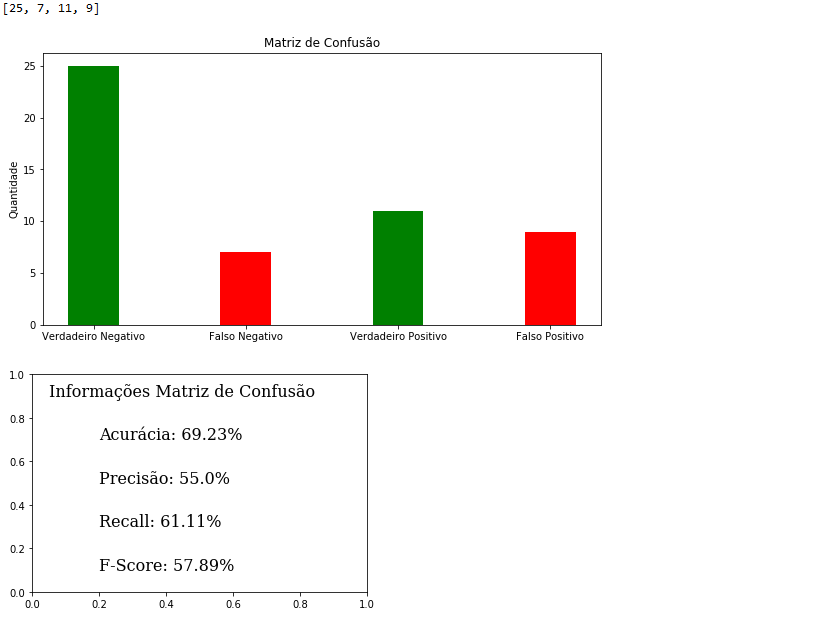 [25, 7, 11, 9]
Matriz de Confusão
Quantidade
25
20
15
10
5
0
Verdadeiro Negativo Falso Negativo Verdadeiro Positivo Falso Positivo
1.0
0.8
0.6
0.4
0.2
0.0
Informações Matriz de Confusão
Acurácia: 69.23%
Precisão: 55.0%
Recall: 61.11%
F-Score: 57.89%
0.0 0.2 0.4 0.6 0.8 1.0